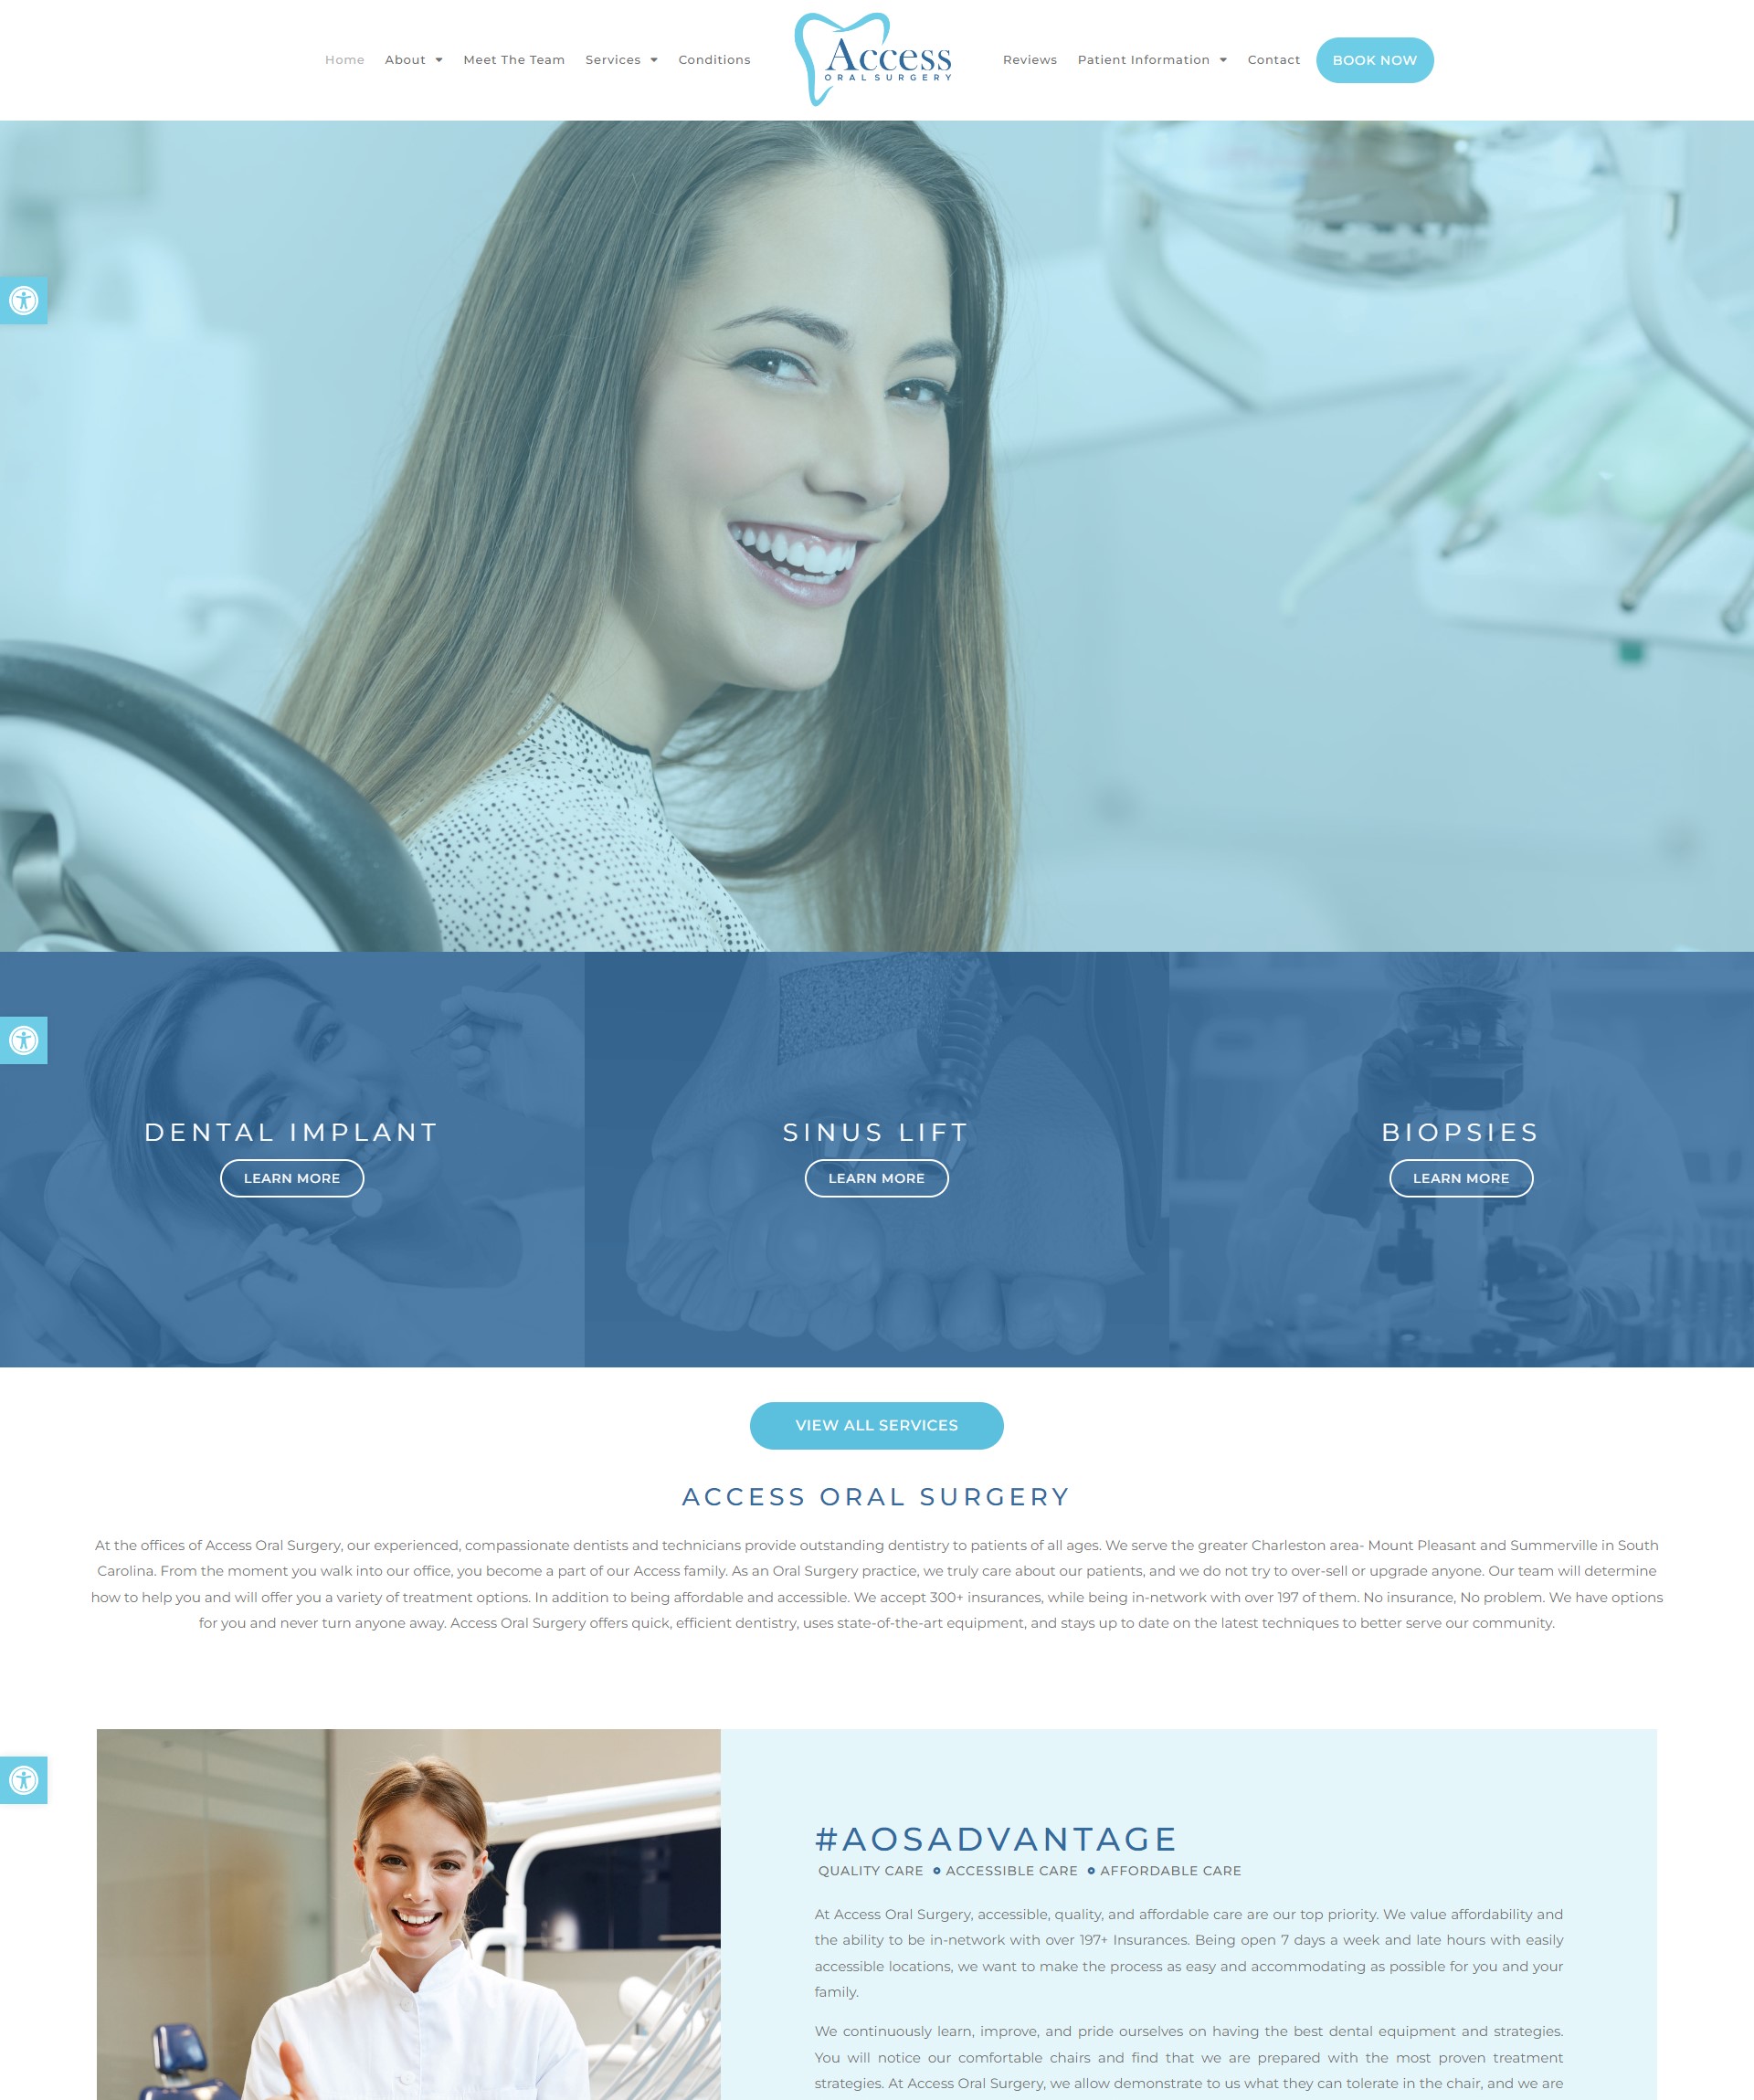 Home About Meet The Team Services Conditions Access ORAL SURGERY Reviews Patient Information Contact BOOK NOW
DENTAL IMPLANT
LEARN MORE
SINUS LIFT
LEARN MORE
BIOPSIES
LEARN MORE
VIEW ALL SERVICES
ACCESS ORAL SURGERY
At the offices of Access Oral Surgery, our experienced, compassionate dentists and technicians provide outstanding dentistry to patients of all ages. We serve the greater Charleston area- Mount Pleasant and Summerville in South
Carolina. From the moment you walk into our office, you become a part of our Access family. As an Oral Surgery practice, we truly care about our patients, and we do not try to over-sell or upgrade anyone. Our team will determine
how to help you and will offer you a variety of treatment options. In addition to being affordable and accessible. We accept 300+ insurances, while being in-network with over 197 of them. No insurance, No problem. We have options
for you and never turn anyone away. Access Oral Surgery offers quick, efficient dentistry, uses state-of-the-art equipment, and stays up to date on the latest techniques to better serve our community.
#AOSADVANTAGE
QUALITY CARE ACCESSIBLE CARE AFFORDABLE CARE
At Access Oral Surgery, accessible, quality, and affordable care are our top priority. We value affordability and
the ability to be in-network with over 197+ Insurances. Being open 7 days a week and late hours with easily
accessible locations, we want to make the process as easy and accommodating as possible for you and your
family.
We continuously learn, improve, and pride ourselves on having the best dental equipment and strategies.
You will notice our comfortable chairs and find that we are prepared with the most proven treatment
strategies. At Access Oral Surgery, we allow demonstrate to us what they can tolerate in the chair, and we are